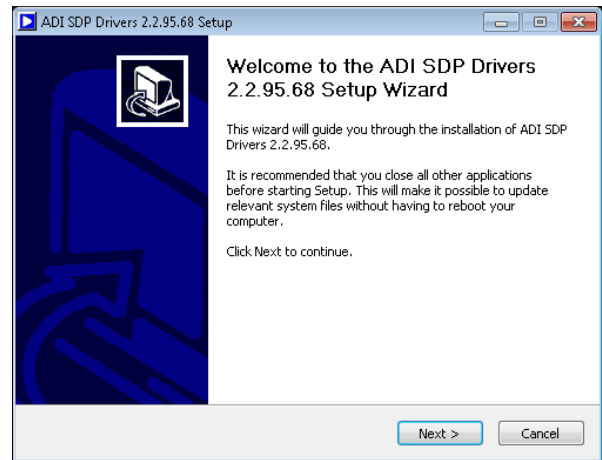 ADI SDP Drivers 2.2.95.68 Setup
Welcome to the ADI SDP Drivers
2.2.95.68 Setup Wizard
This wizard will guide you through the installation of ADI SDP
Drivers 2.2.95.68.
It is recommended that you close all other applications
before starting Setup. This will make it possible to update
relevant system files without having to reboot your
computer.
Click Next to continue.
Next >
Cancel